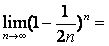 lim(1 - 1/2n)^n =
n→∞